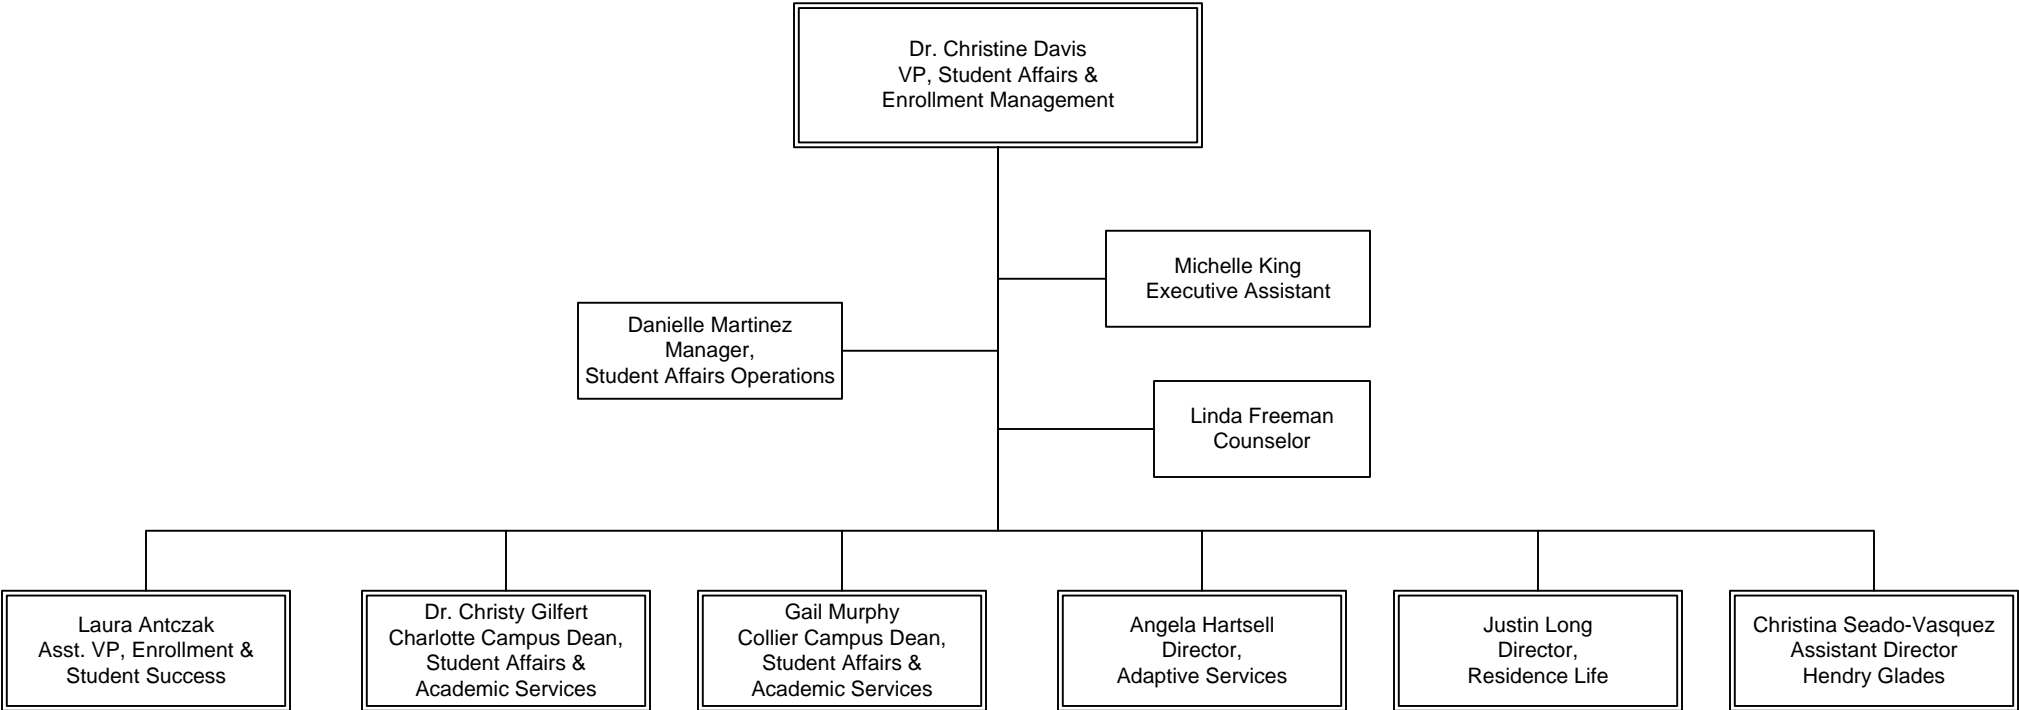 Dr. Christine Davis
VP, Student Affairs &
Enrollment Management
Michelle King
Executive Assistant
Danielle Martinez
Manager,
Student Affairs Operations
Linda Freeman
Counselor
Laura Antczak
Asst. VP, Enrollment &
Student Success
Dr. Christy Gilfert
Charlotte Campus Dean,
Student Affairs &
Academic Services
Gail Murphy
Collier Campus Dean,
Student Affairs &
Academic Services
Angela Hartsell
Director,
Adaptive Services
Justin Long
Director,
Residence Life
Christina Seado-Vasquez
Assistant Director
Hendry Glades